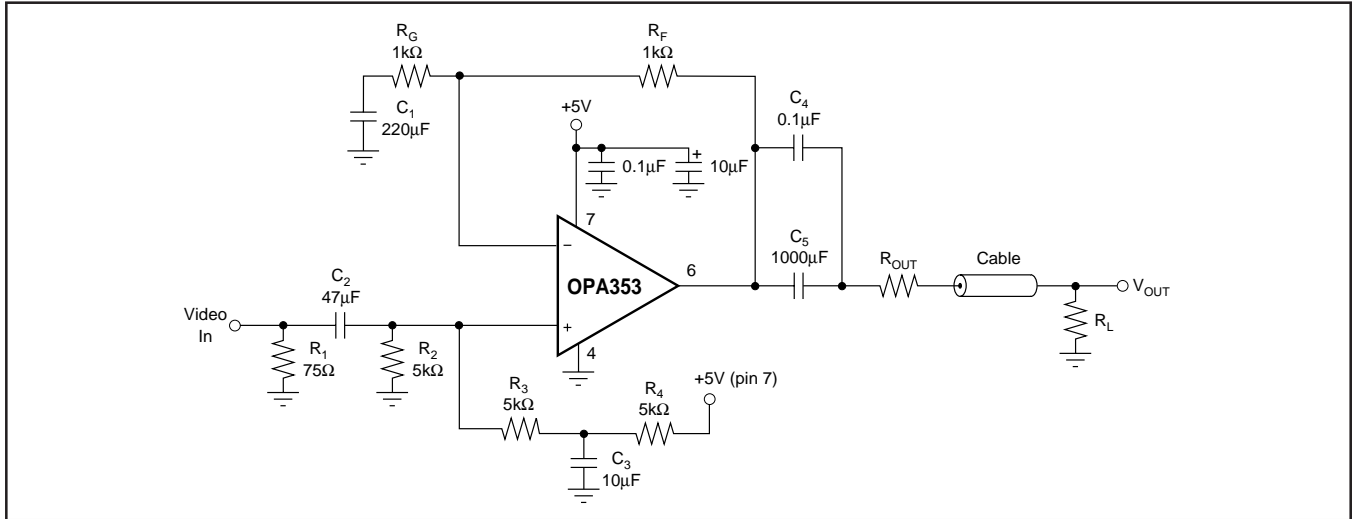 R_G
1kΩ
R_F
1kΩ
C_1
220μF
+5V
0.1μF
+
10μF
C_4
0.1μF
7
–
OPA353
6
+
4
C_5
1000μF
R_OUT
Cable
V_OUT
R_L
C_2
47μF
Video
In
R_1
75Ω
R_2
5kΩ
R_3
5kΩ
R_4
5kΩ
+5V (pin 7)
C_3
10μF